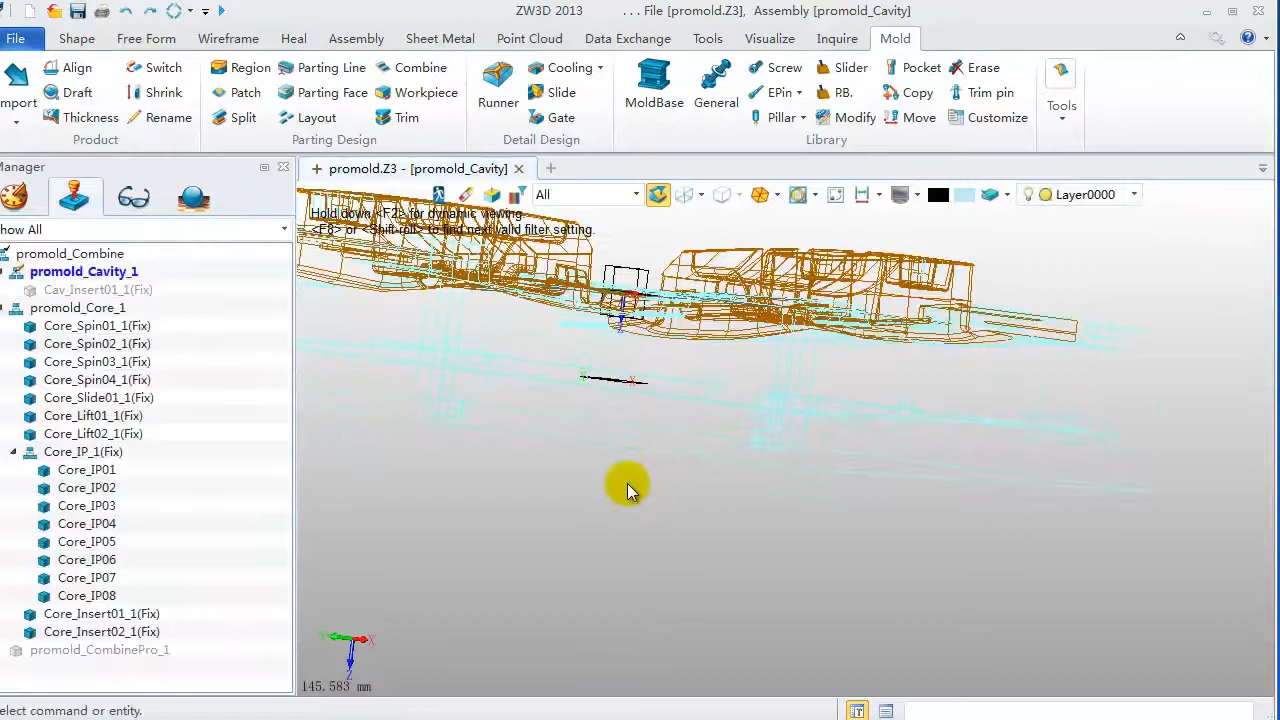 ZW3D 2013 . . . File [promold.Z3], Assembly [promold_Cavity]
File Shape Free Form Wireframe Heal Assembly Sheet Metal Point Cloud Data Exchange Tools Visualize Inquire Mold
Align Switch Region Parting Line Combine Cooling Screw Slider Pocket Erase
mport Draft Shrink Patch Parting Face Workpiece Runner Slide MoldBase General EPin RB. Copy Trim pin Tools
Thickness Renam Split Layout Trim Gate Pillar Modify Move Customize
Product Parting Design Detail Design Library
Manager
promold.Z3 - [promold_Cavity]
All Layer0000
Hold down <F2> for dynamic viewing.
<F8> or <Shift-roll> to find next valid filter setting.
how All
promold_Combine
promold_Cavity_1
Cav_Insert01_1(Fix)
promold_Core_1
Core_Spin01_1(Fix)
Core_Spin02_1(Fix)
Core_Spin03_1(Fix)
Core_Spin04_1(Fix)
Core_Slide01_1(Fix)
Core_Lift01_1(Fix)
Core_Lift02_1(Fix)
Core_IP_1(Fix)
Core_IP01
Core_IP02
Core_IP03
Core_IP04
Core_IP05
Core_IP06
Core_IP07
Core_IP08
Core_Insert01_1(Fix)
Core_Insert02_1(Fix)
promold_CombinePro_1
X
Y X
Z
145.583 mm
elect command or entity.